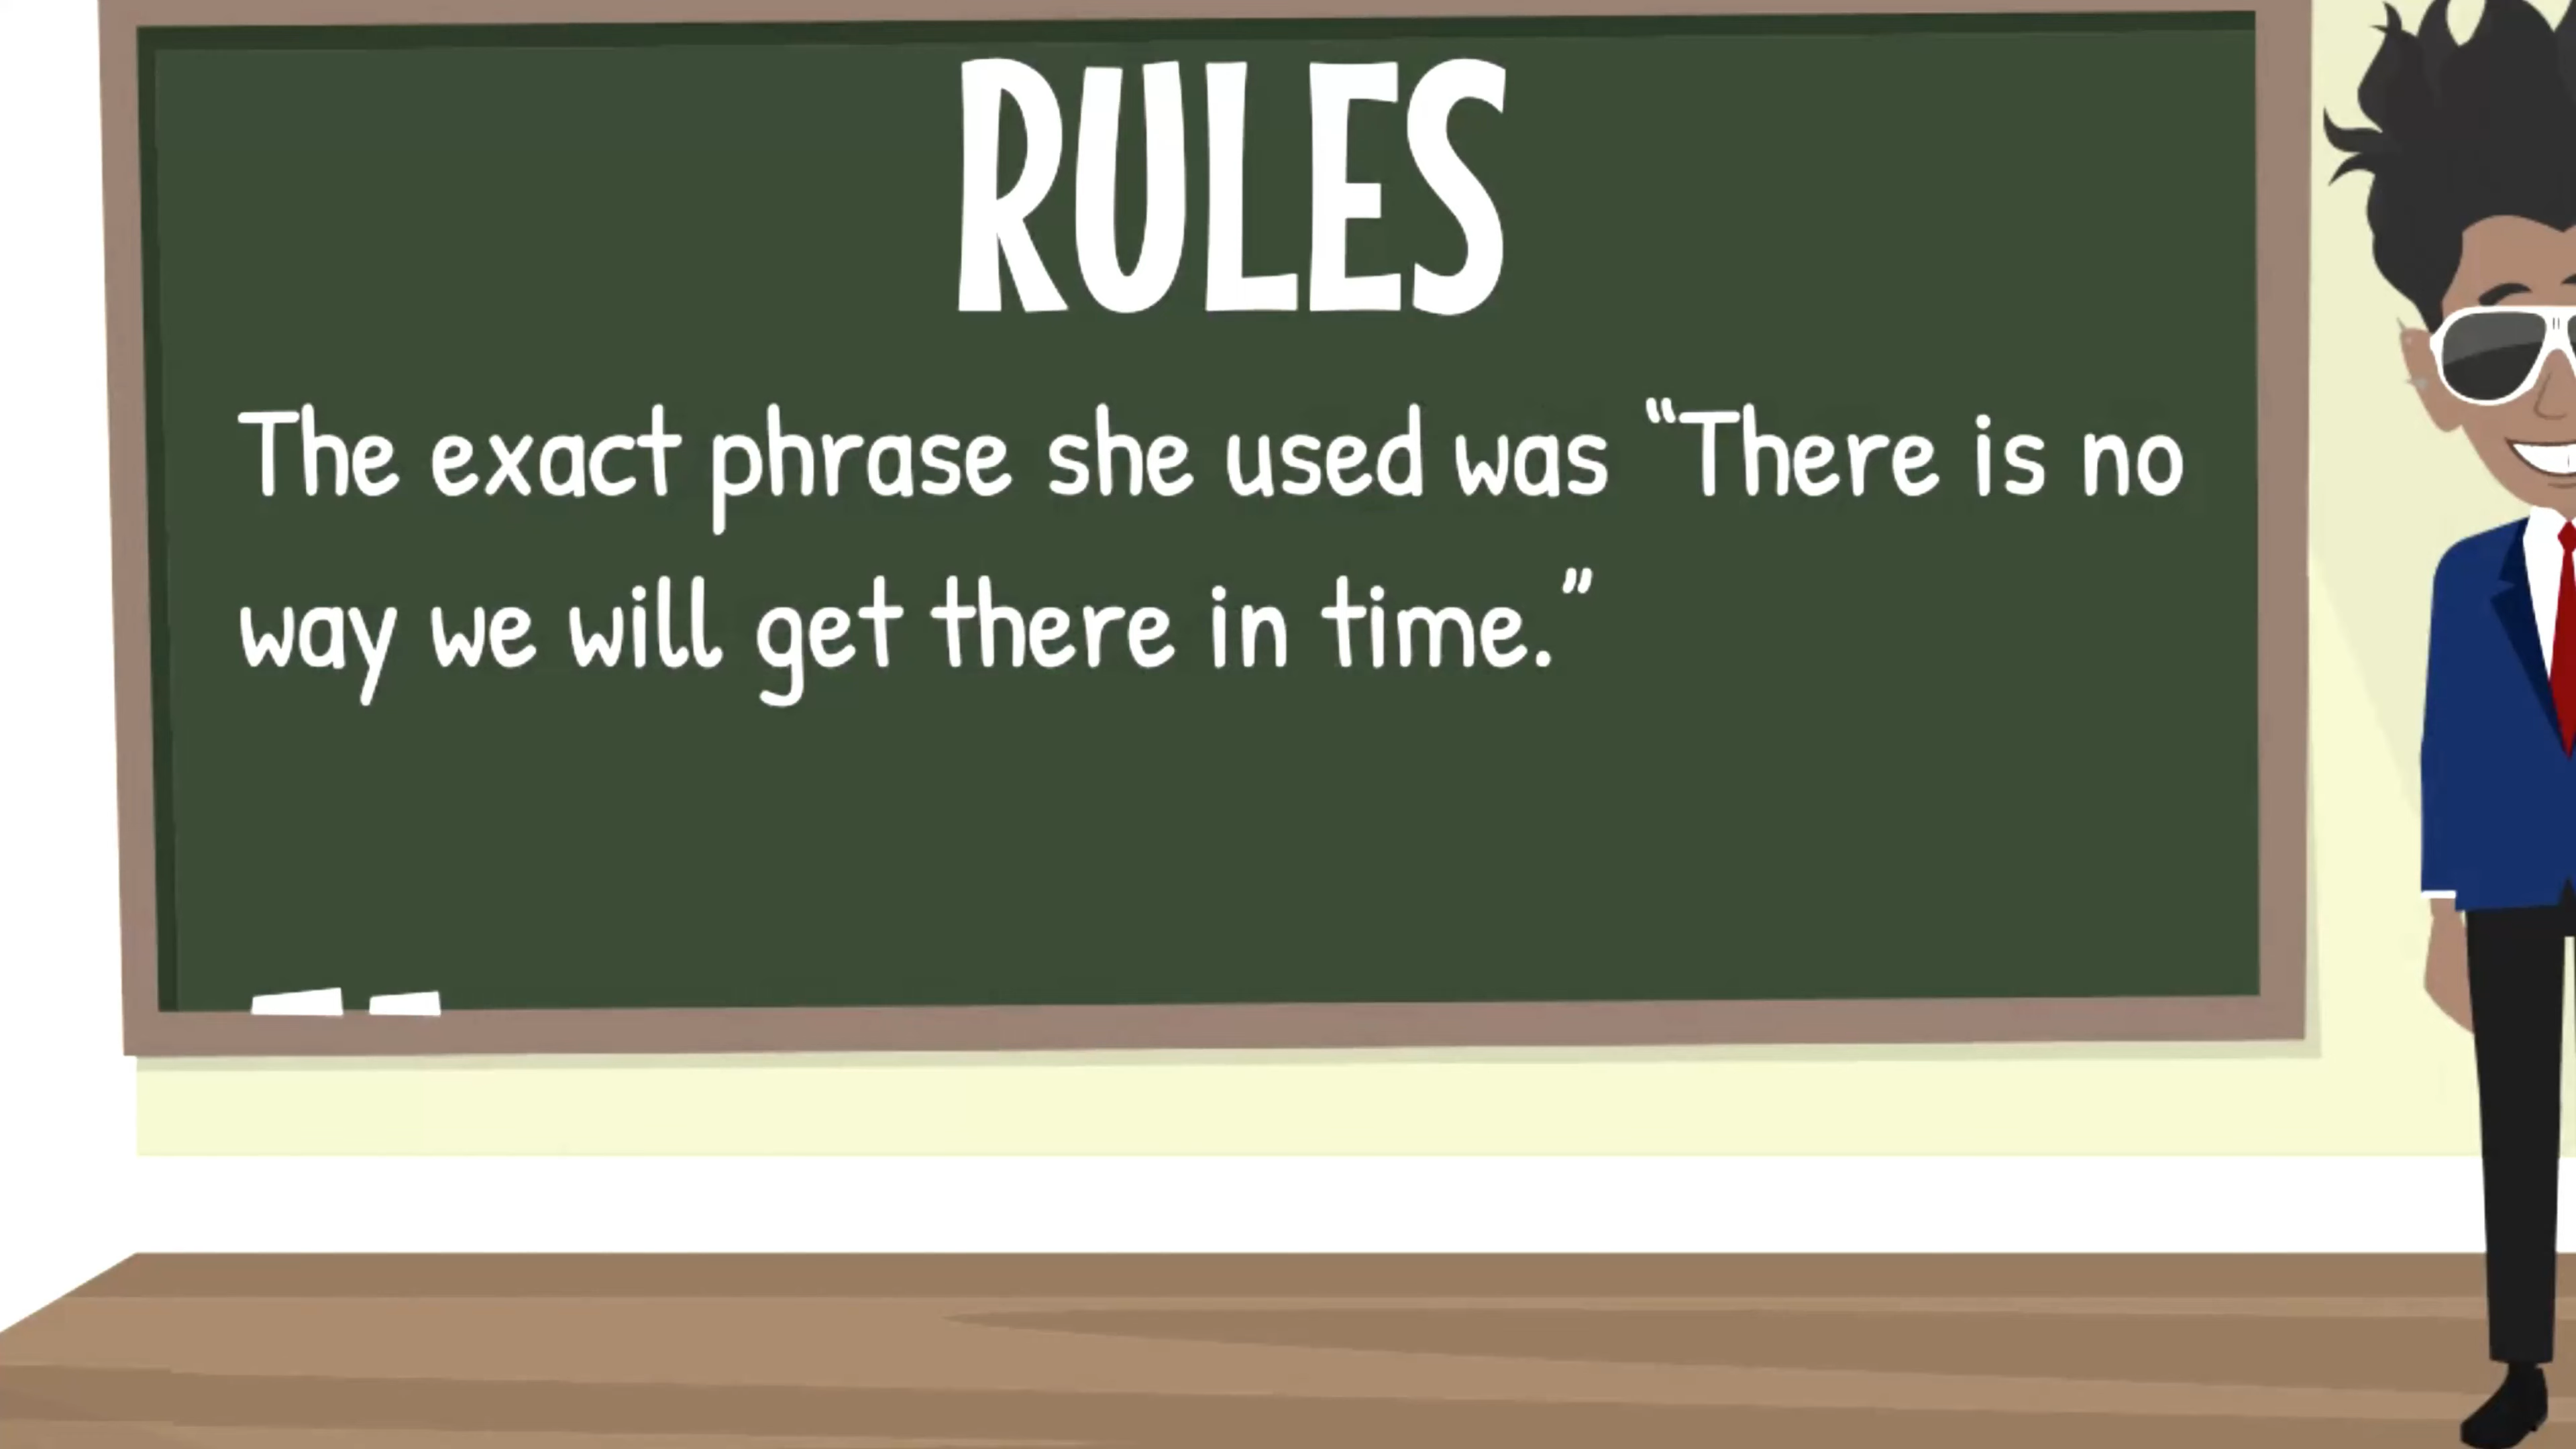 RULES
The exact phrase she used was “There is no
way we will get there in time.”